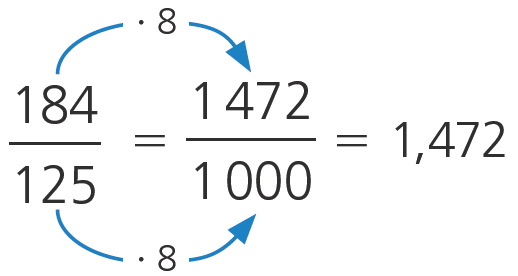 · 8
184 / 125 = 1 472 / 1 000 = 1,472
· 8